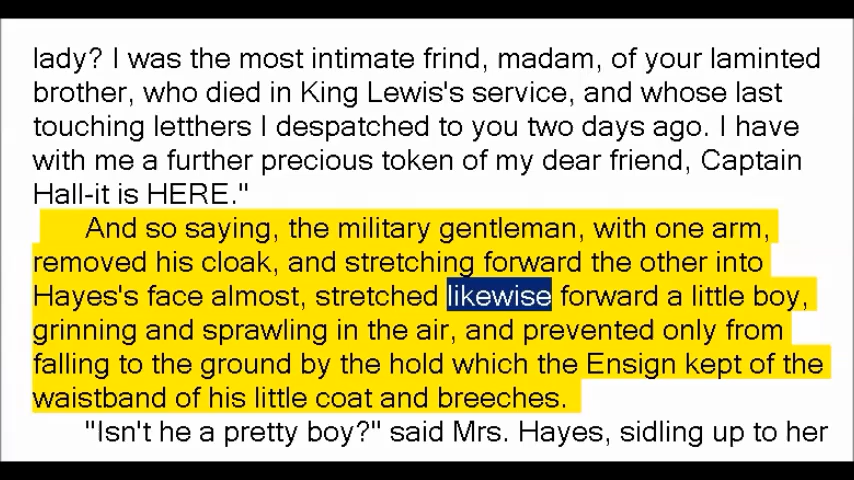 lady? I was the most intimate frind, madam, of your laminted
brother, who died in King Lewis's service, and whose last
touching letthers I despatched to you two days ago. I have
with me a further precious token of my dear friend, Captain
Hall-it is HERE."
And so saying, the military gentleman, with one arm,
removed his cloak, and stretching forward the other into
Hayes's face almost, stretched likewise forward a little boy,
grinning and sprawling in the air, and prevented only from
falling to the ground by the hold which the Ensign kept of the
waistband of his little coat and breeches.
"Isn't he a pretty boy?" said Mrs. Hayes, sidling up to her